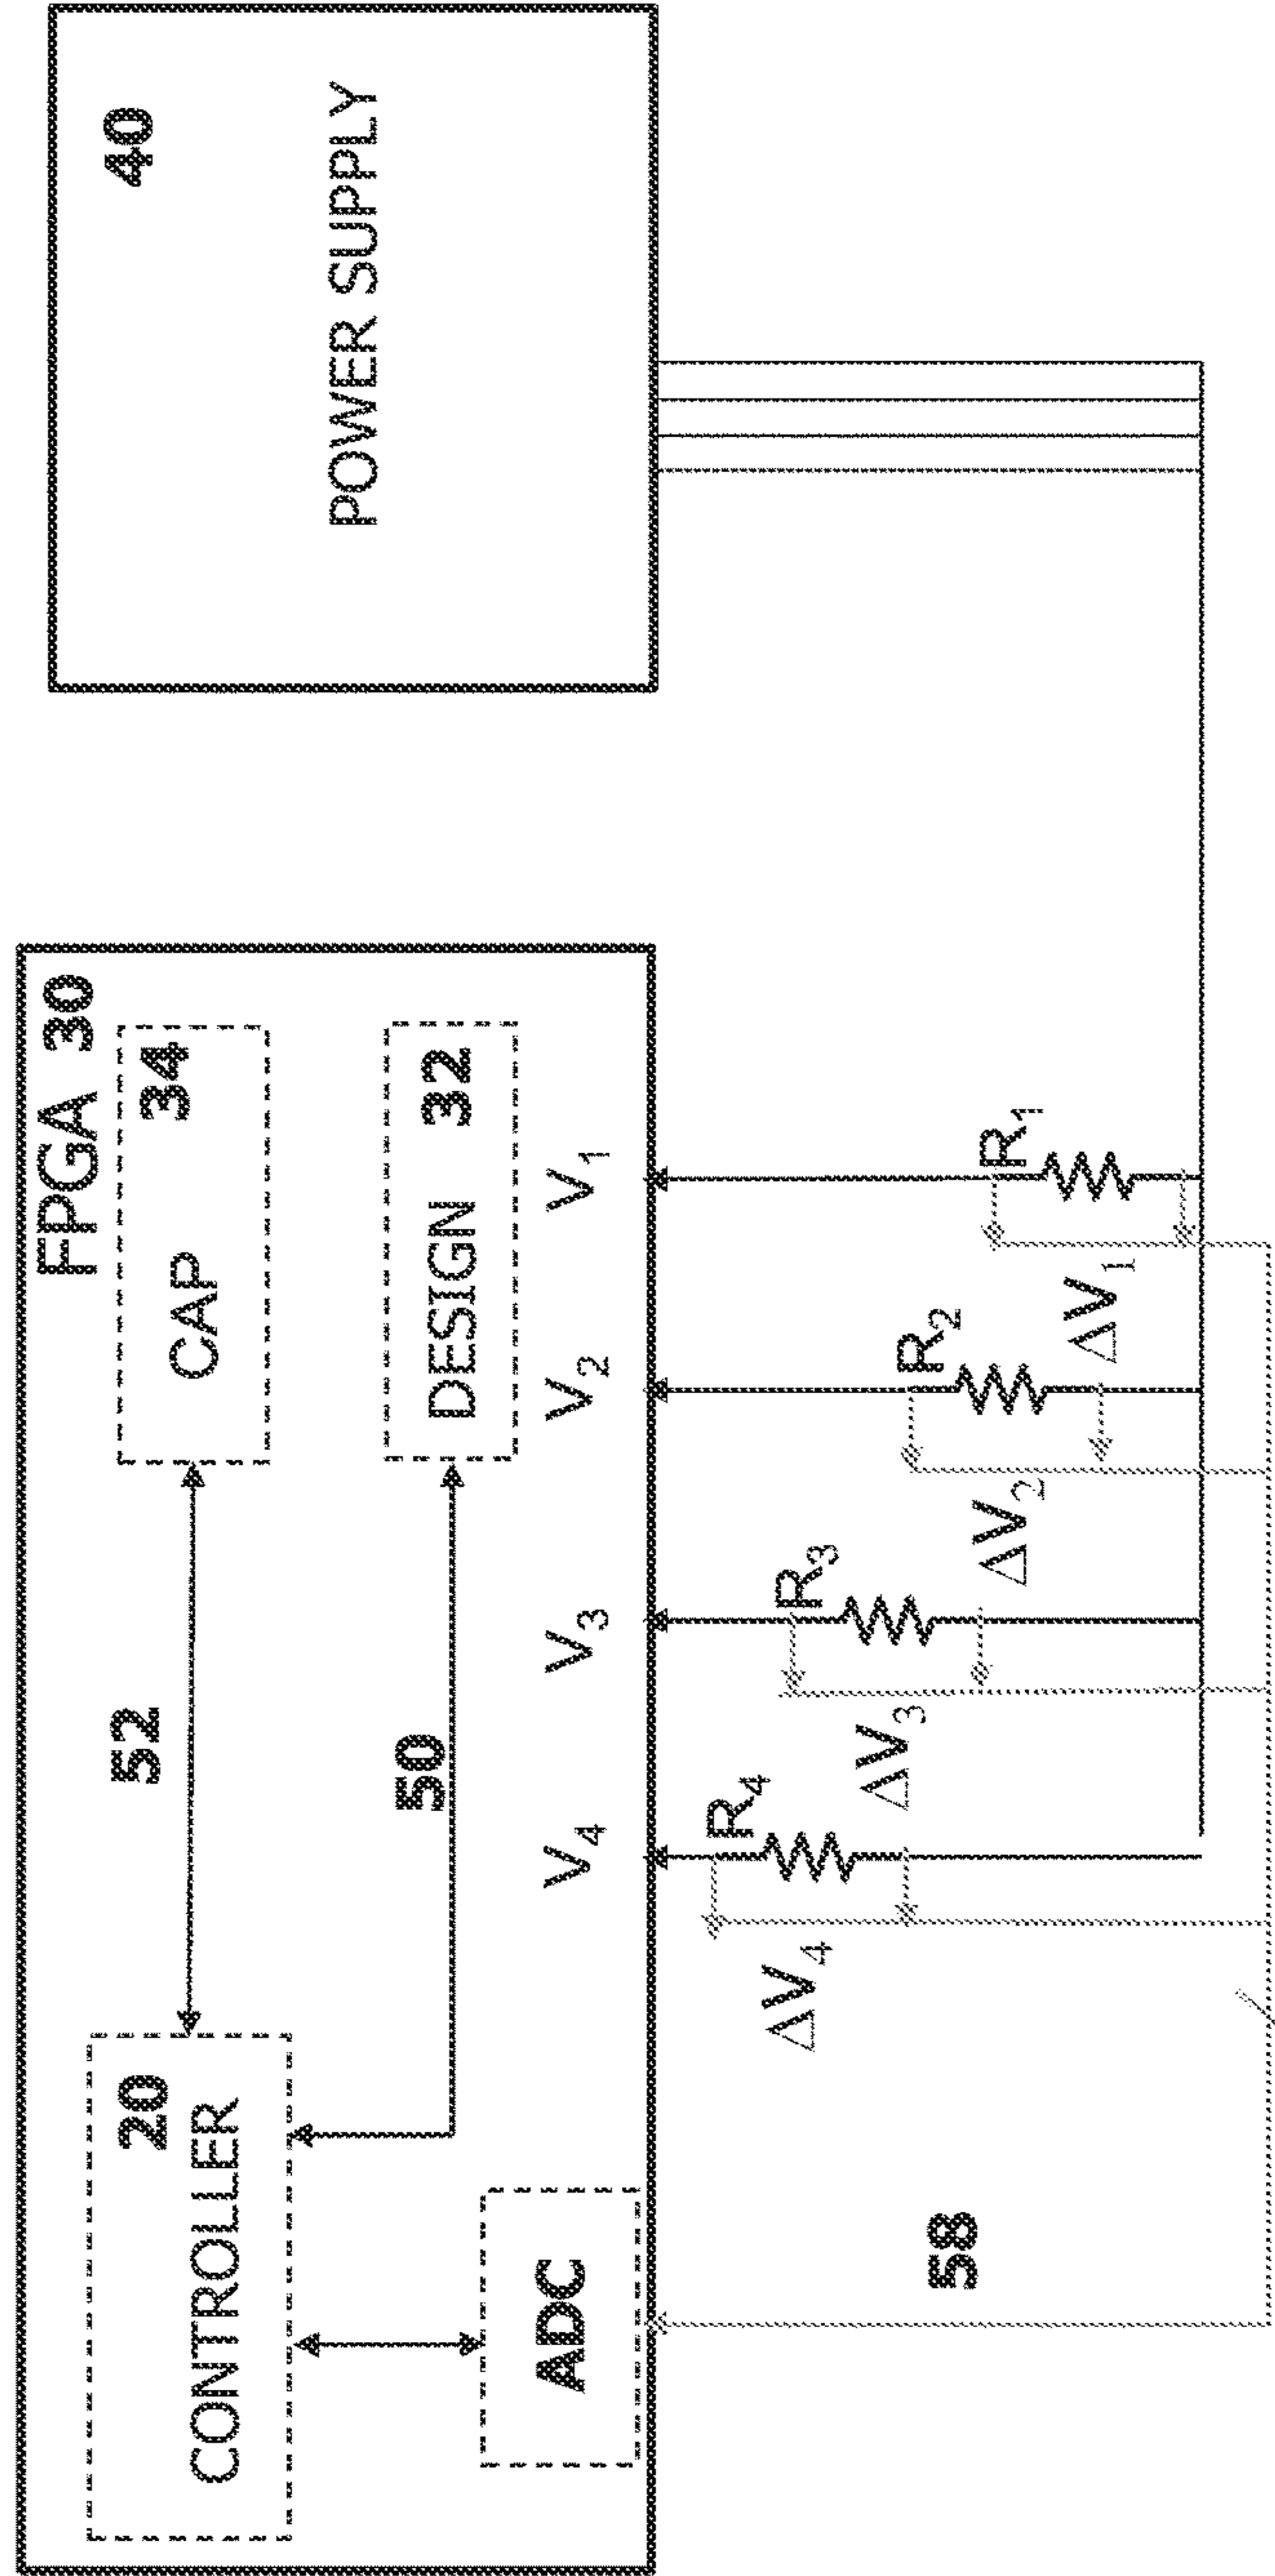 FPGA 30
20
CONTROLLER
52
34
CAP
50
DESIGN 32
ADC
V4
V3
V2
V1
40
POWER SUPPLY
R4
ΔV4
R3
ΔV3
R2
ΔV2
R1
ΔV1
58